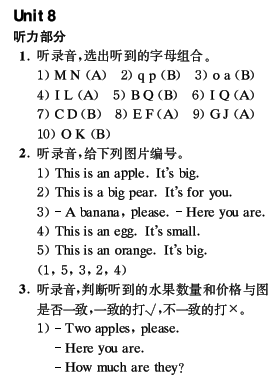 Unit 8
听力部分
1. 听录音,选出听到的字母组合。
1) M N (A) 2) q p (B) 3) o a (B)
4) I L (A) 5) B Q (B) 6) I Q (A)
7) C D (B) 8) E F (A) 9) G J (A)
10) O K (B)
2. 听录音,给下列图片编号。
1) This is an apple. It's big.
2) This is a big pear. It's for you.
3) – A banana, please. – Here you are.
4) This is an egg. It's small.
5) This is an orange. It's big.
(1, 5, 3, 2, 4)
3. 听录音,判断听到的水果数量和价格与图
是否一致,一致的打√,不一致的打×。
1) – Two apples, please.
– Here you are.
– How much are they?